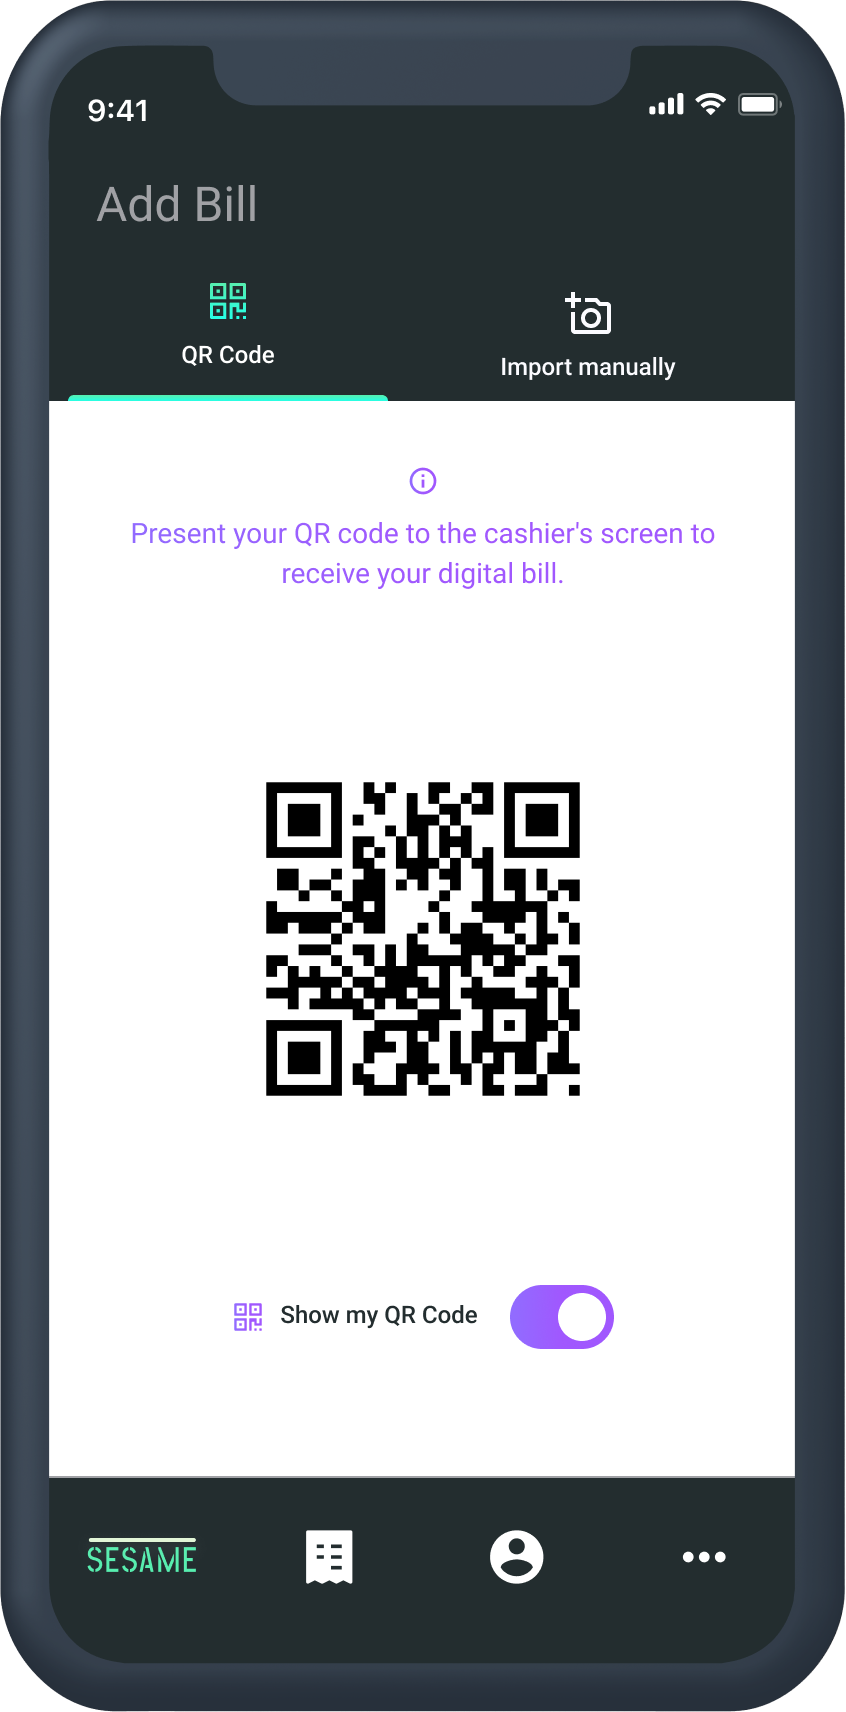 9:41
Add Bill
QR Code
Import manually
Present your QR code to the cashier's screen to
receive your digital bill.
Show my QR Code
SESAME